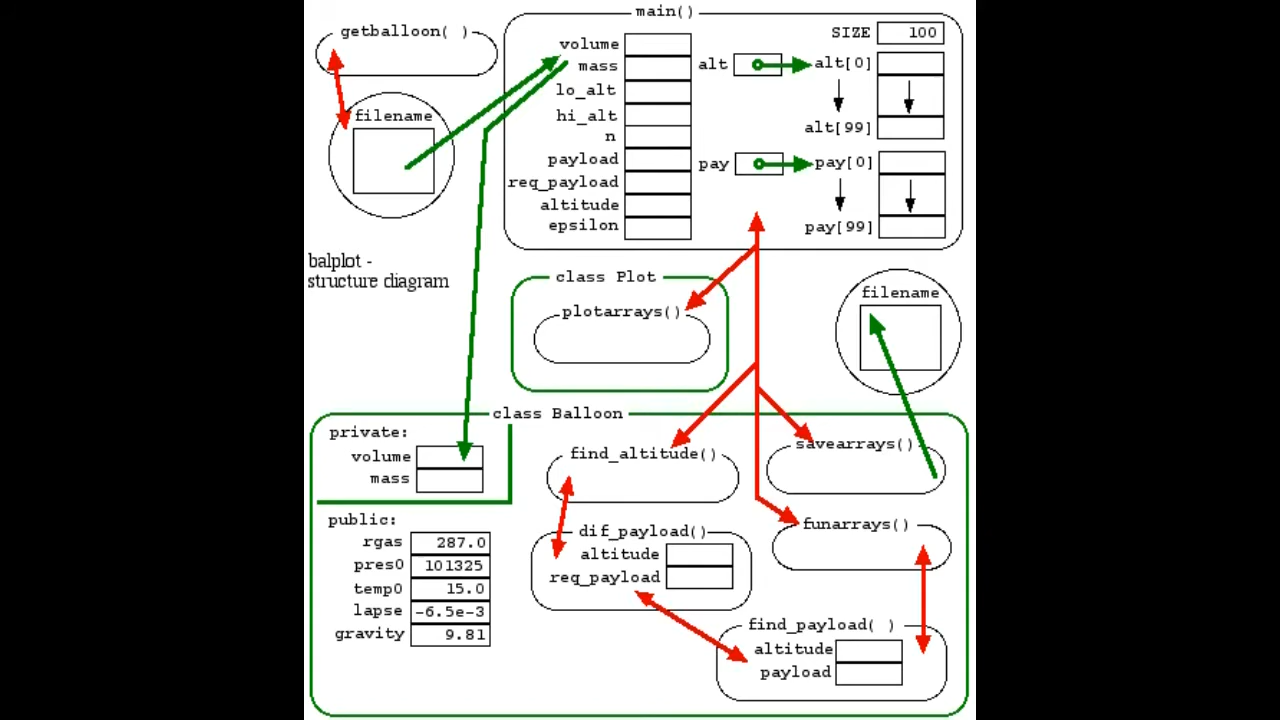 getballoon( )
filename
main()
volume
mass
lo_alt
hi_alt
n
payload
req_payload
altitude
epsilon
alt
pay
SIZE 100
alt[0]
alt[99]
pay[0]
pay[99]
balplot -
structure diagram
class Plot
plotarrays()
filename
class Balloon
private:
volume
mass
public:
rgas 287.0
pres0 101325
temp0 15.0
lapse -6.5e-3
gravity 9.81
find_altitude()
savearrays()
dif_payload()
altitude
req_payload
funarrays()
find_payload( )
altitude
payload